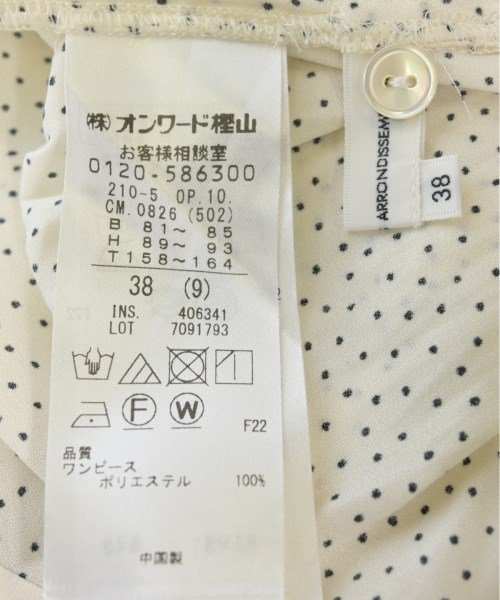 (株)オンワード樫山
お客様相談室
0120-586300
210-5 OP.10.
CM.0826 (502)
B 81～ 85
H 89～ 93
T158～164
38 (9)
INS. 406341
LOT 7091793
F W
F22
品質
ワンピース
ポリエステル 100%
中国製
ARRONDISSEM
38